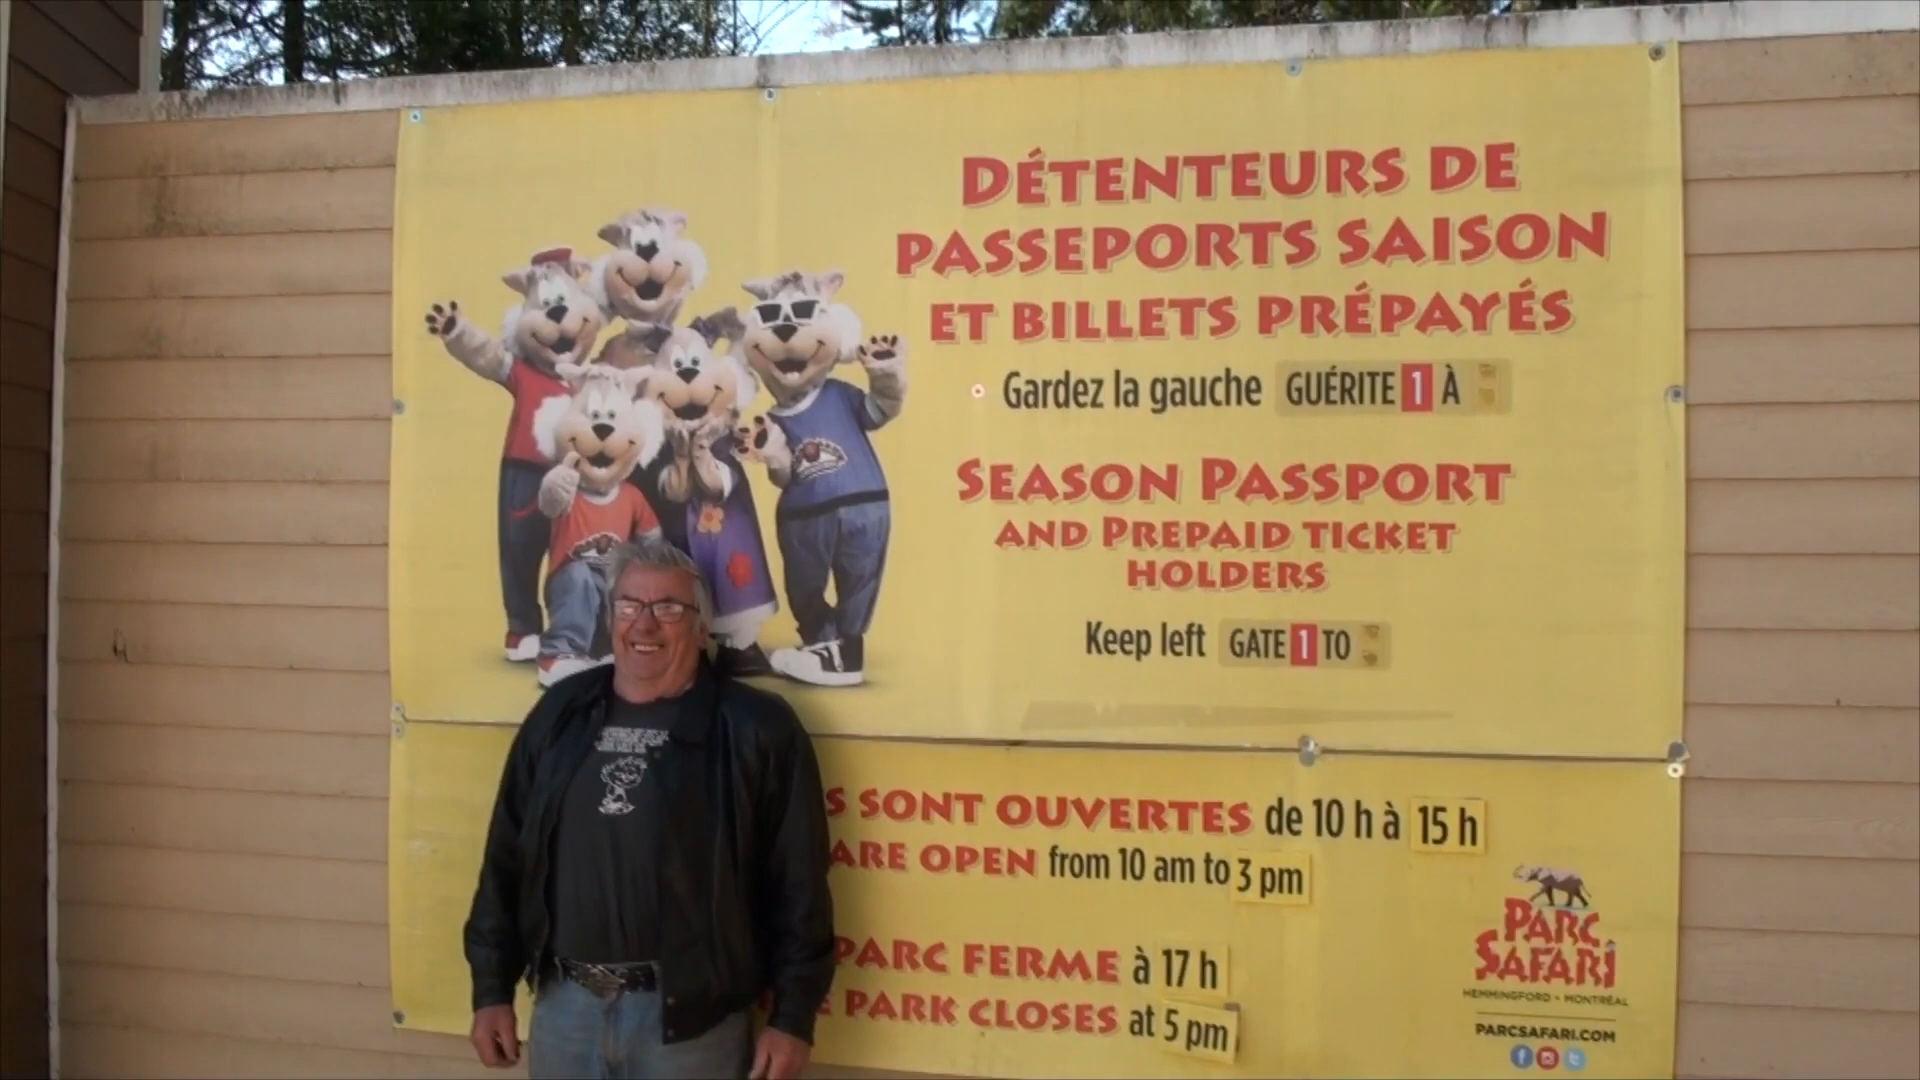 DÉTENTEURS DE
PASSEPORTS SAISON
ET BILLETS PRÉPAYÉS
Gardez la gauche GUÉRITE 1 À
SEASON PASSPORT
AND PREPAID TICKET
HOLDERS
Keep left GATE 1 TO
S SONT OUVERTES de 10 h à 15 h
ARE OPEN from 10 am to 3 pm
PARC FERME à 17 h
E PARK CLOSES at 5 pm
PARC
SAFARI
HEMMINGFORD - MONTRÉAL
PARCSAFARI.COM